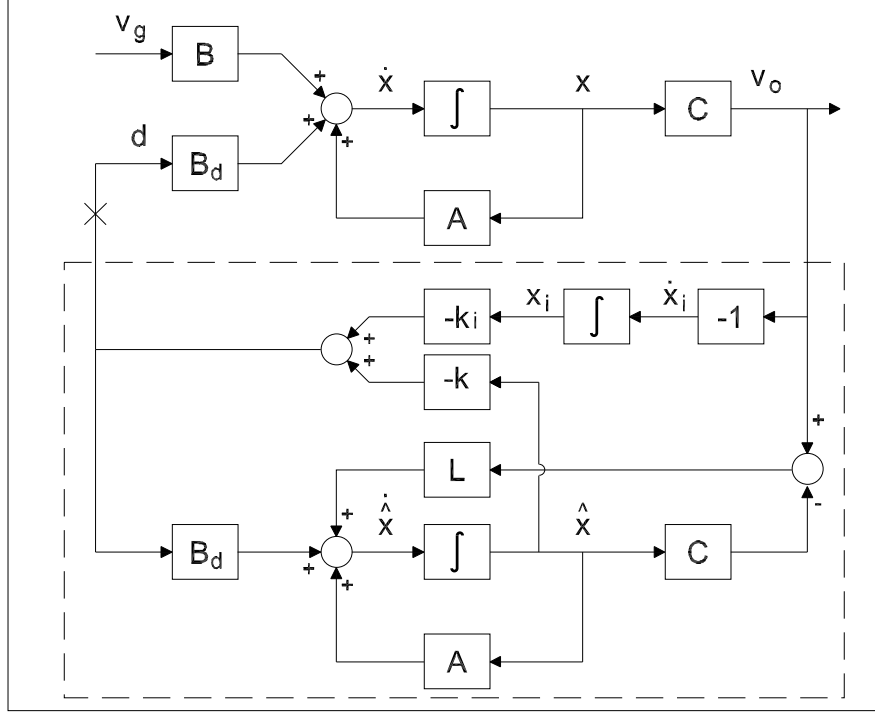 v_g
B
+
ẋ
∫
x
C
v_o
d
B_d
+
+
A
-k_i
x_i
∫
ẋ_i
-1
+
+
-k
+
L
-
B_d
+
+
+
x̂̇
∫
x̂
C
A